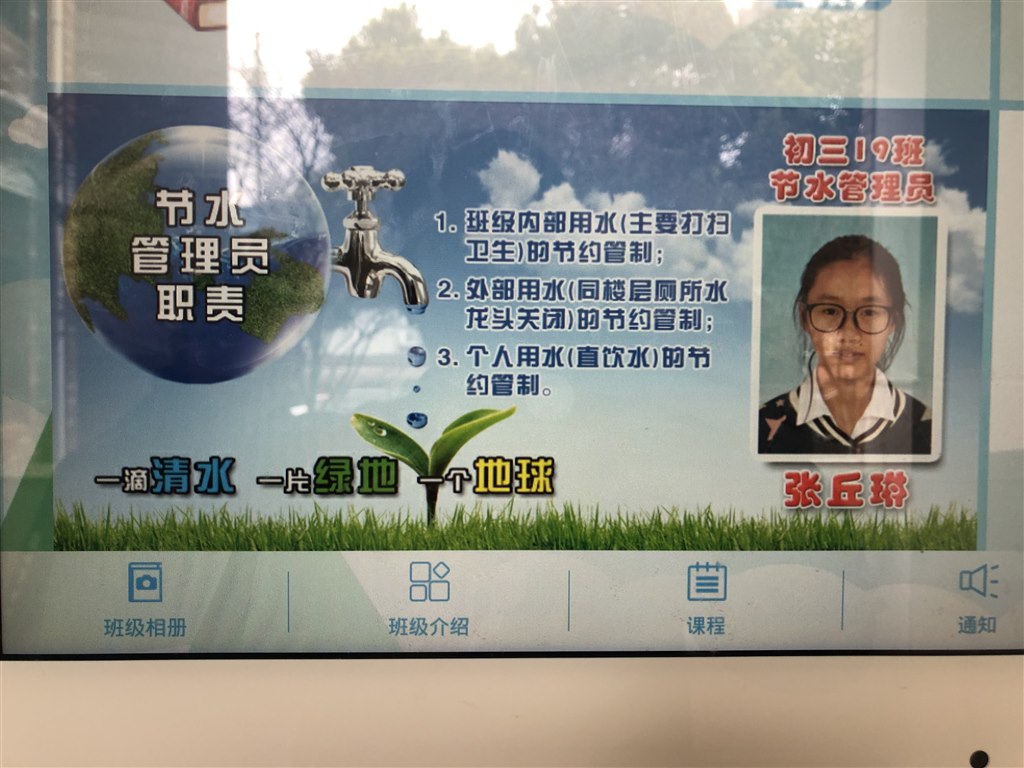 节水
管理员
职责
初三19班
节水管理员
1. 班级内部用水(主要打扫
卫生)的节约管制；
2. 外部用水(同楼层厕所水
龙头关闭)的节约管制；
3. 个人用水(直饮水)的节
约管制。
一滴清水 一片绿地 一个地球
张丘琳
班级相册
班级介绍
课程
通知